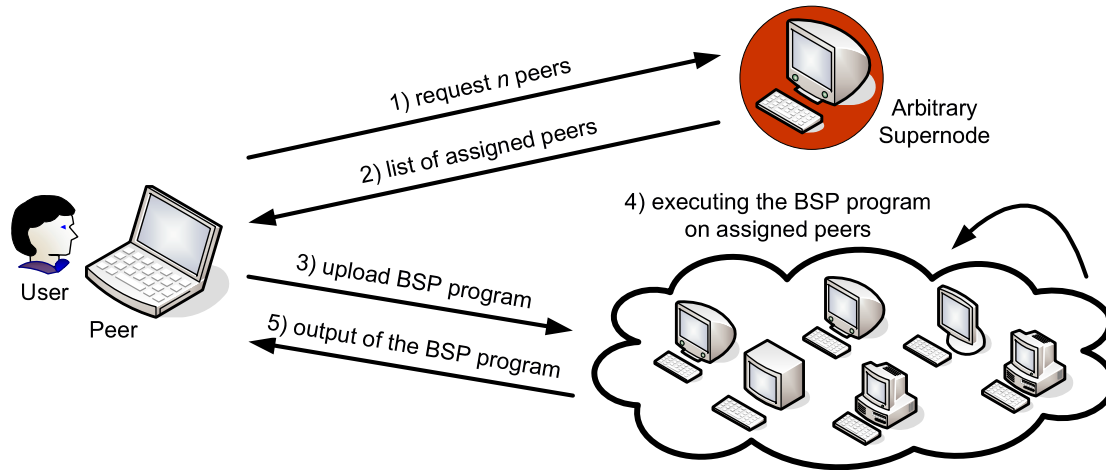 1) request n peers
Arbitrary
Supernode
2) list of assigned peers
4) executing the BSP program
on assigned peers
User
Peer
3) upload BSP program
5) output of the BSP program